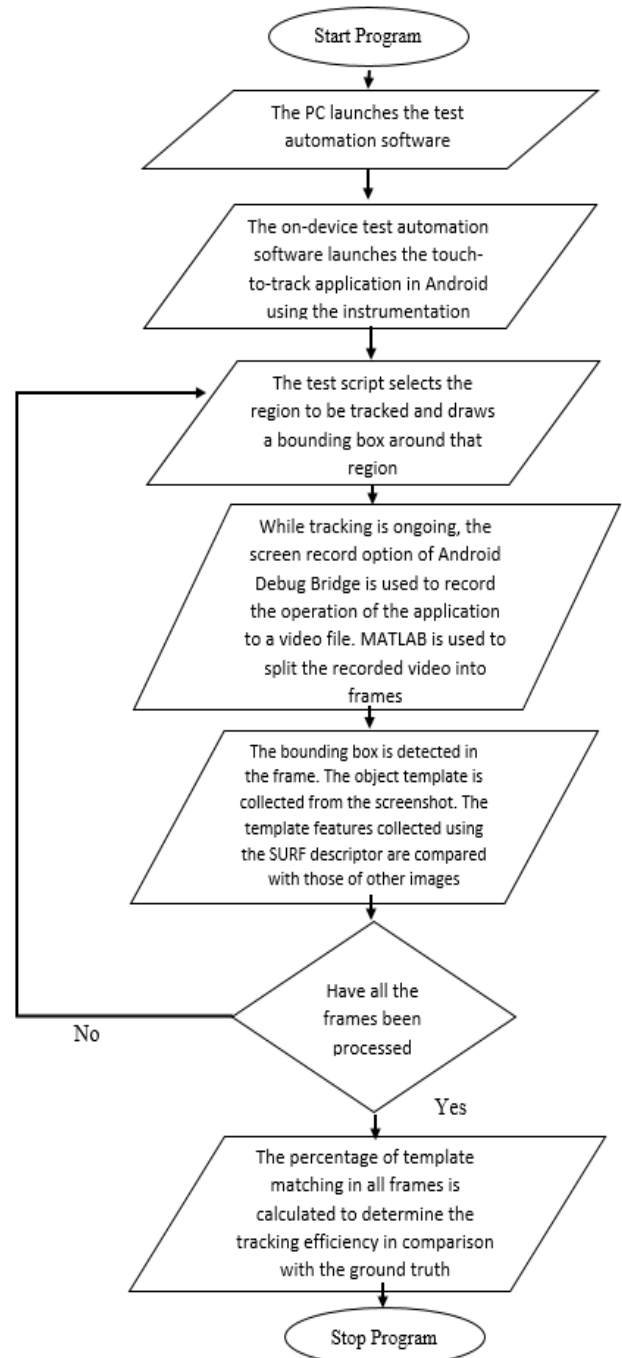 Start Program
The PC launches the test
automation software
The on-device test automation
software launches the touch-
to-track application in Android
using the instrumentation
The test script selects the
region to be tracked and draws
a bounding box around that
region
While tracking is ongoing, the
screen record option of Android
Debug Bridge is used to record
the operation of the application
to a video file. MATLAB is used to
split the recorded video into
frames
The bounding box is detected in
the frame. The object template is
collected from the screenshot. The
template features collected using
the SURF descriptor are compared
with those of other images
Have all the
frames been
processed
No
Yes
The percentage of template
matching in all frames is
calculated to determine the
tracking efficiency in comparison
with the ground truth
Stop Program